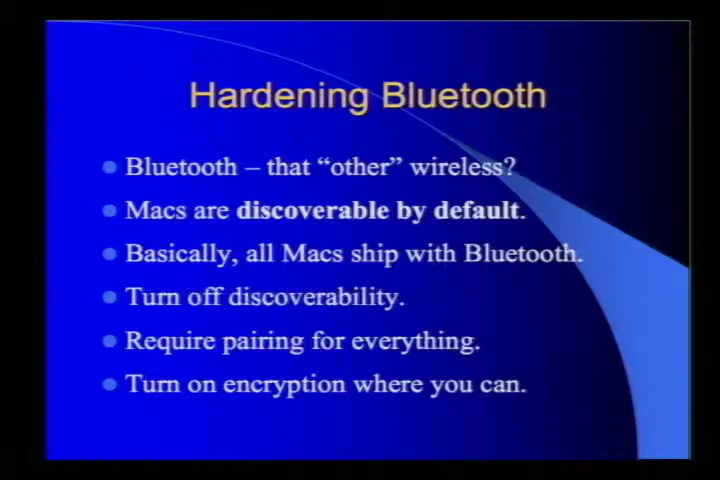 Hardening Bluetooth
Bluetooth – that “other” wireless?
Macs are discoverable by default.
Basically, all Macs ship with Bluetooth.
Turn off discoverability.
Require pairing for everything.
Turn on encryption where you can.